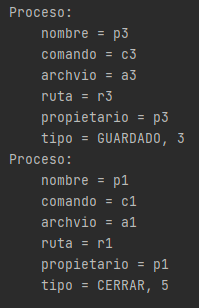 Proceso:
nombre = p3
comando = c3
archvio = a3
ruta = r3
propietario = p3
tipo = GUARDADO, 3
Proceso:
nombre = p1
comando = c1
archvio = a1
ruta = r1
propietario = p1
tipo = CERRAR, 5